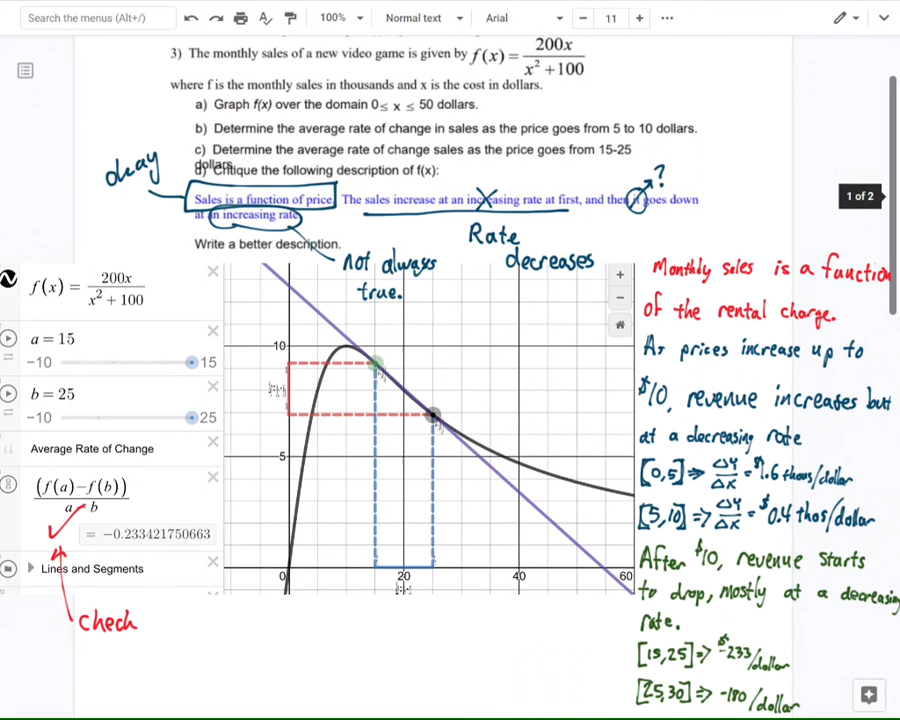 Search the menus (Alt+/)
100%
Normal text
Arial
11
3) The monthly sales of a new video game is given by f(x) = 200x / x² + 100
where f is the monthly sales in thousands and x is the cost in dollars.
a) Graph f(x) over the domain 0 ≤ x ≤ 50 dollars.
b) Determine the average rate of change in sales as the price goes from 5 to 10 dollars.
c) Determine the average rate of change sales as the price goes from 15-25
dollars.
d) Critique the following description of f(x):
okay
?
Sales is a function of price. The sales increase at an increasing rate at first, and then it goes down
at an increasing rate
1 of 2
Write a better description.
Rate
decreases
not always
true.
f(x) = 200x / x² + 100
a = 15
-10
15
b = 25
-10
25
Average Rate of Change
(f(a)-f(b)) / a - b
= -0.233421750663
Lines and Segments
check
10
5
0
20
40
60
Monthly sales is a function
of the rental charge.
As prices increase up to
$10, revenue increases but
at a decreasing rate
[0,5] => ΔY/ΔX = $1.6 thous/dollar
[5,10] => ΔY/ΔX = $0.4 thos/dollar
After $10, revenue starts
to drop, mostly at a decreasing
rate.
[15,25] => $-233/dollar
[25,30] => -180/dollar